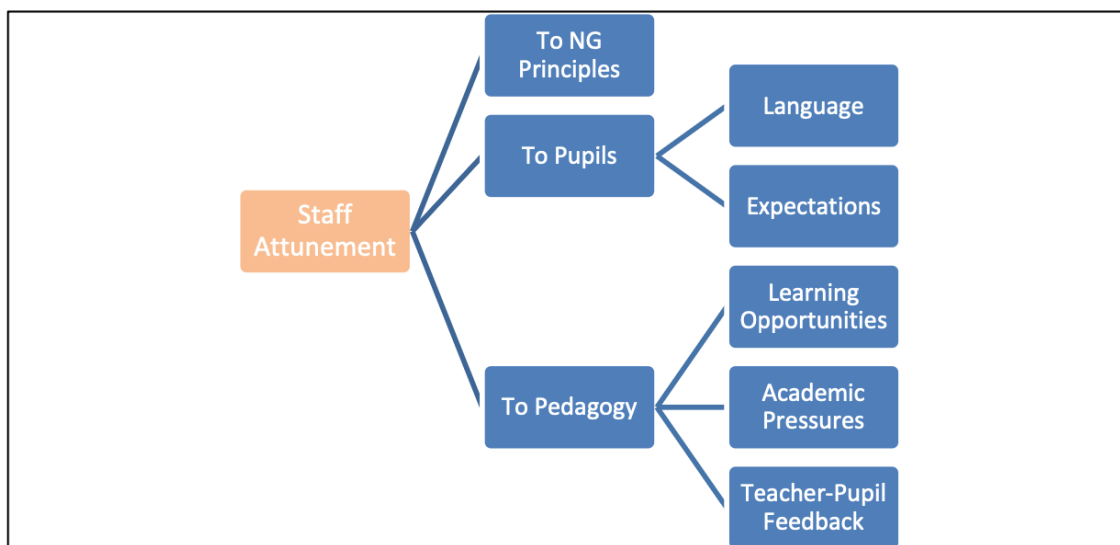 Staff
Attunement
To NG
Principles
To Pupils
Language
Expectations
To Pedagogy
Learning
Opportunities
Academic
Pressures
Teacher-Pupil
Feedback